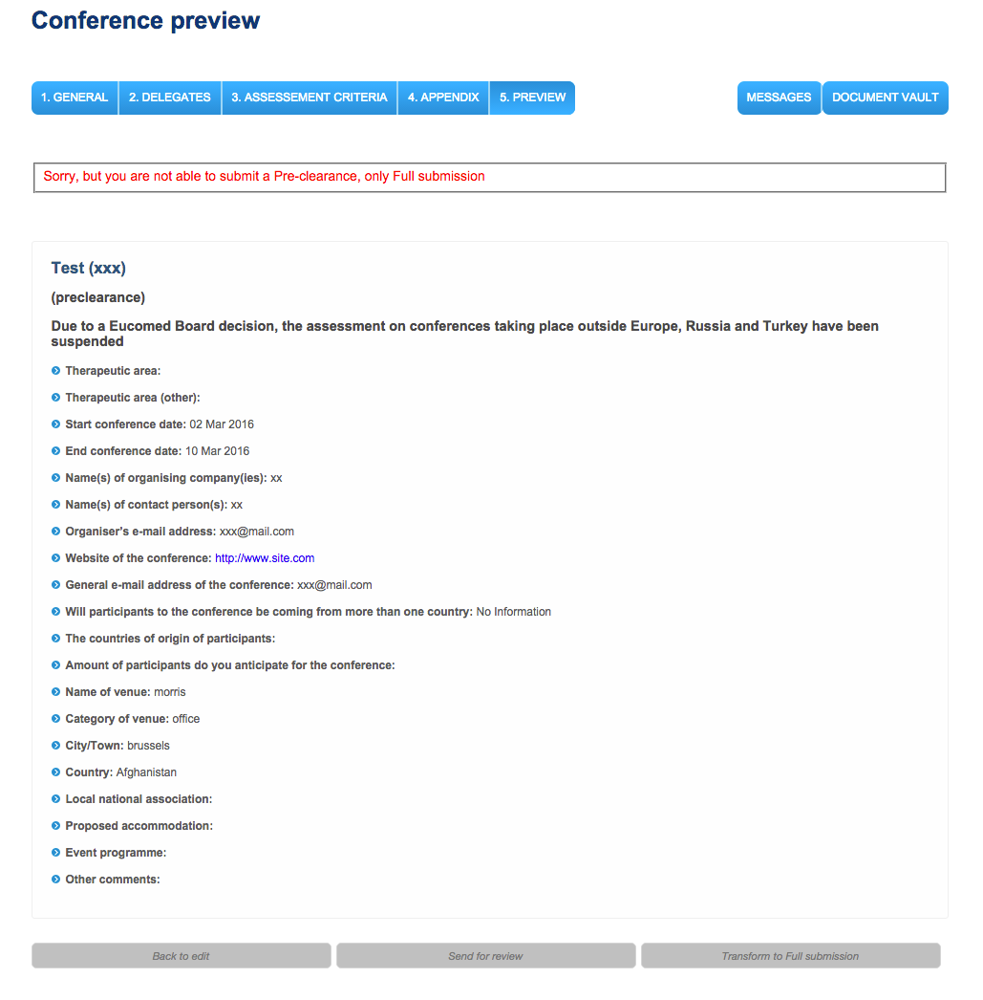 Conference preview
1. GENERAL
2. DELEGATES
3. ASSESSEMENT CRITERIA
4. APPENDIX
5. PREVIEW
MESSAGES
DOCUMENT VAULT
Sorry, but you are not able to submit a Pre-clearance, only Full submission
Test (xxx)
(preclearance)
Due to a Eucomed Board decision, the assessment on conferences taking place outside Europe, Russia and Turkey have been
suspended
Therapeutic area:
Therapeutic area (other):
Start conference date: 02 Mar 2016
End conference date: 10 Mar 2016
Name(s) of organising company(ies): xx
Name(s) of contact person(s): xx
Organiser's e-mail address: xxx@mail.com
Website of the conference: http://www.site.com
General e-mail address of the conference: xxx@mail.com
Will participants to the conference be coming from more than one country: No Information
The countries of origin of participants:
Amount of participants do you anticipate for the conference:
Name of venue: morris
Category of venue: office
City/Town: brussels
Country: Afghanistan
Local national association:
Proposed accommodation:
Event programme:
Other comments:
Back to edit
Send for review
Transform to Full submission